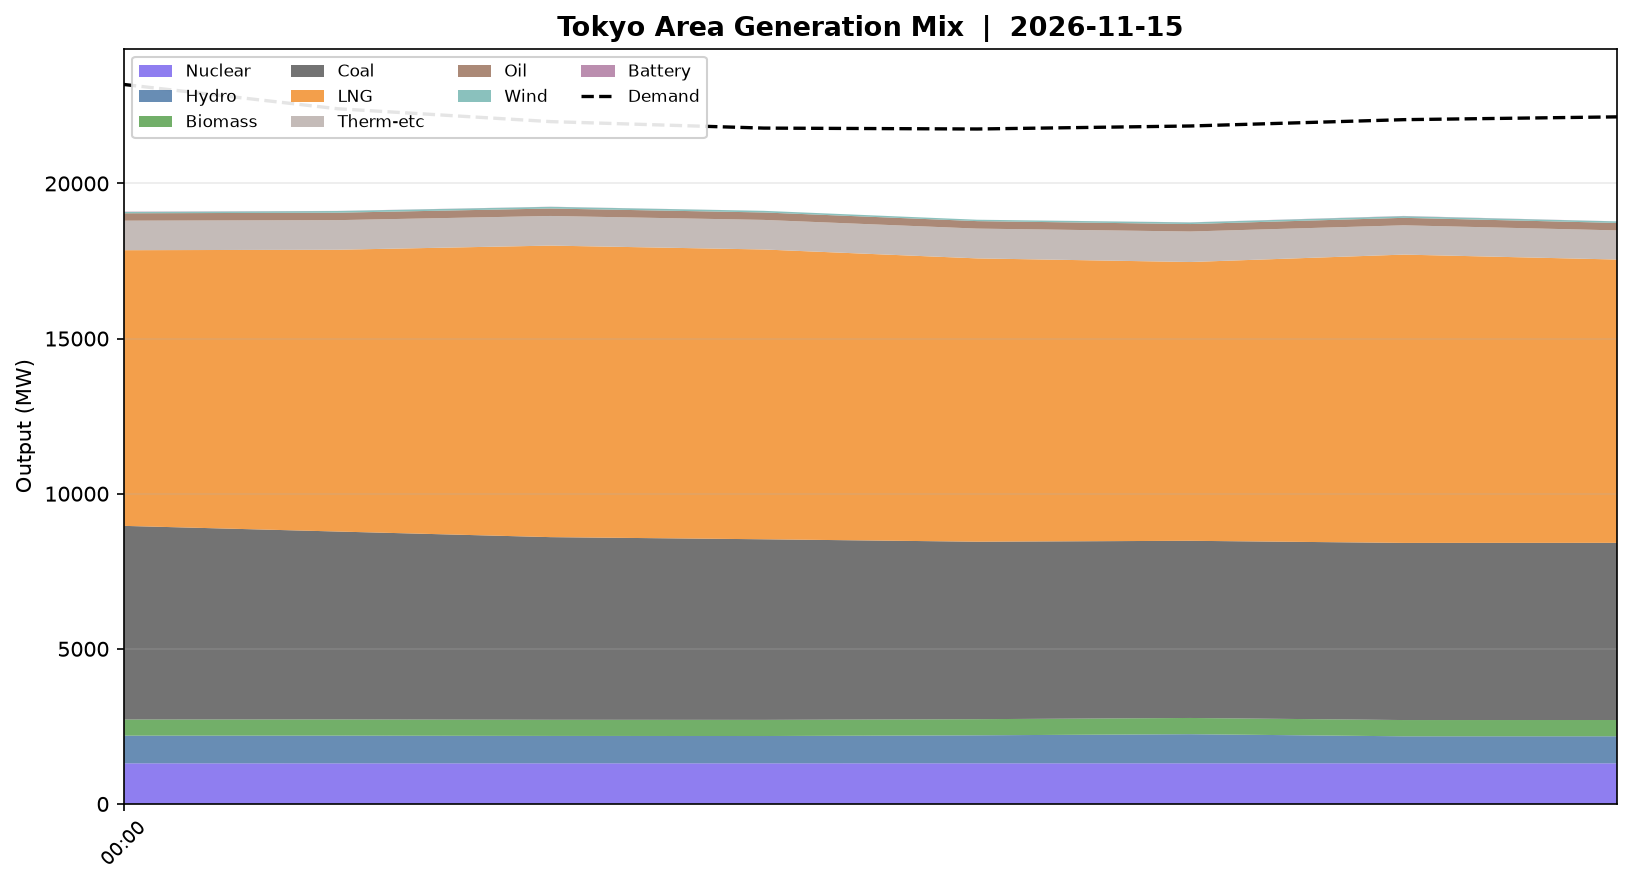 Tokyo Area Generation Mix | 2026-11-15
Nuclear
Hydro
Biomass
Coal
LNG
Therm-etc
Oil
Wind
Battery
Demand
Output (MW)
20000
15000
10000
5000
0
00:00